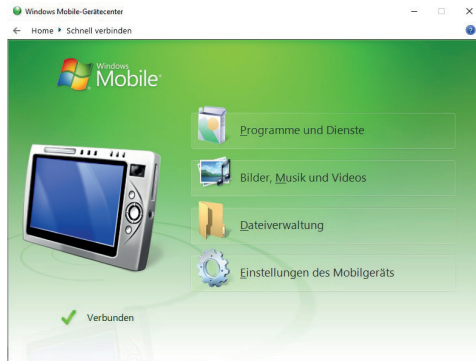 Windows Mobile-Gerätecenter
Home Schnell verbinden
Windows
Mobile
Programme und Dienste
Bilder, Musik und Videos
Dateiverwaltung
Einstellungen des Mobilgeräts
Verbunden